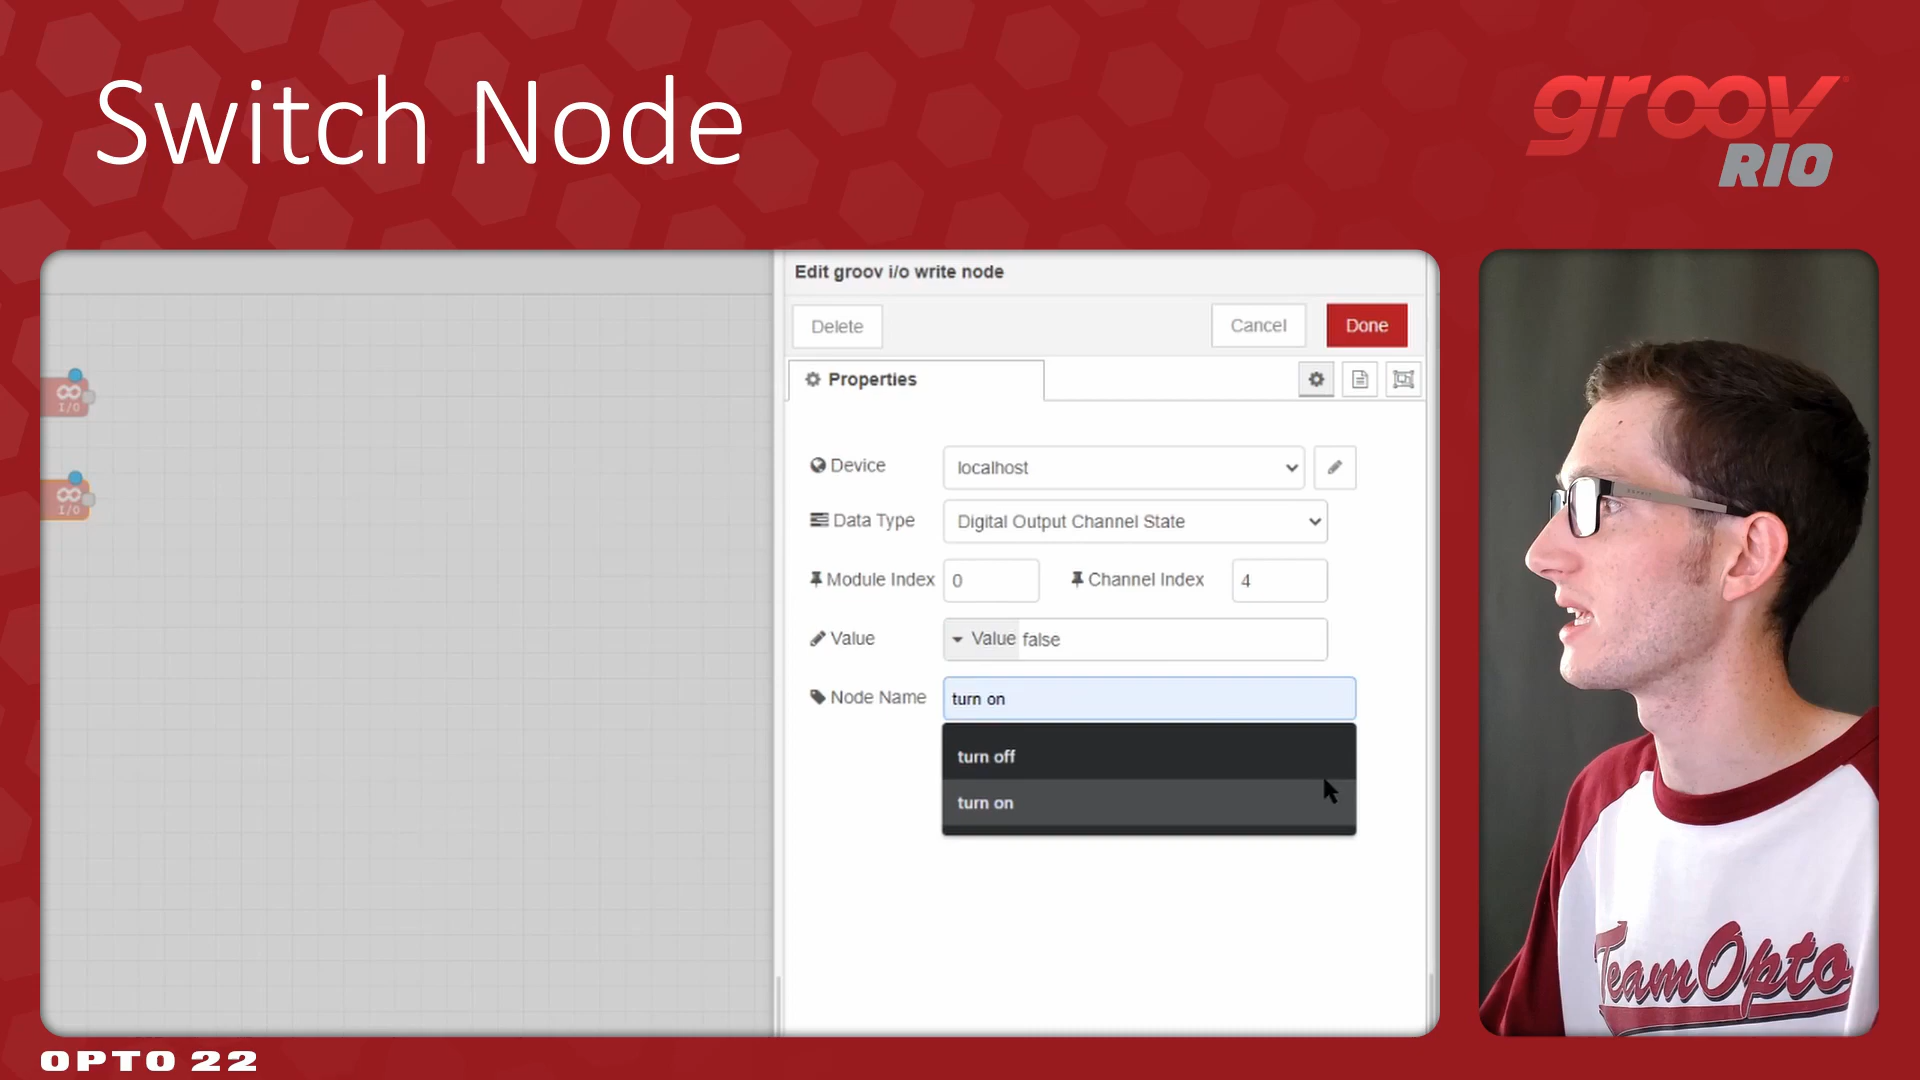 Switch Node
groov
RIO
Edit groov i/o write node
Delete
Cancel
Done
Properties
Device
localhost
Data Type
Digital Output Channel State
Module Index
0
Channel Index
4
Value
Value
false
Node Name
turn on
turn off
turn on
I/O
I/O
TeamOpto
OPTO 22